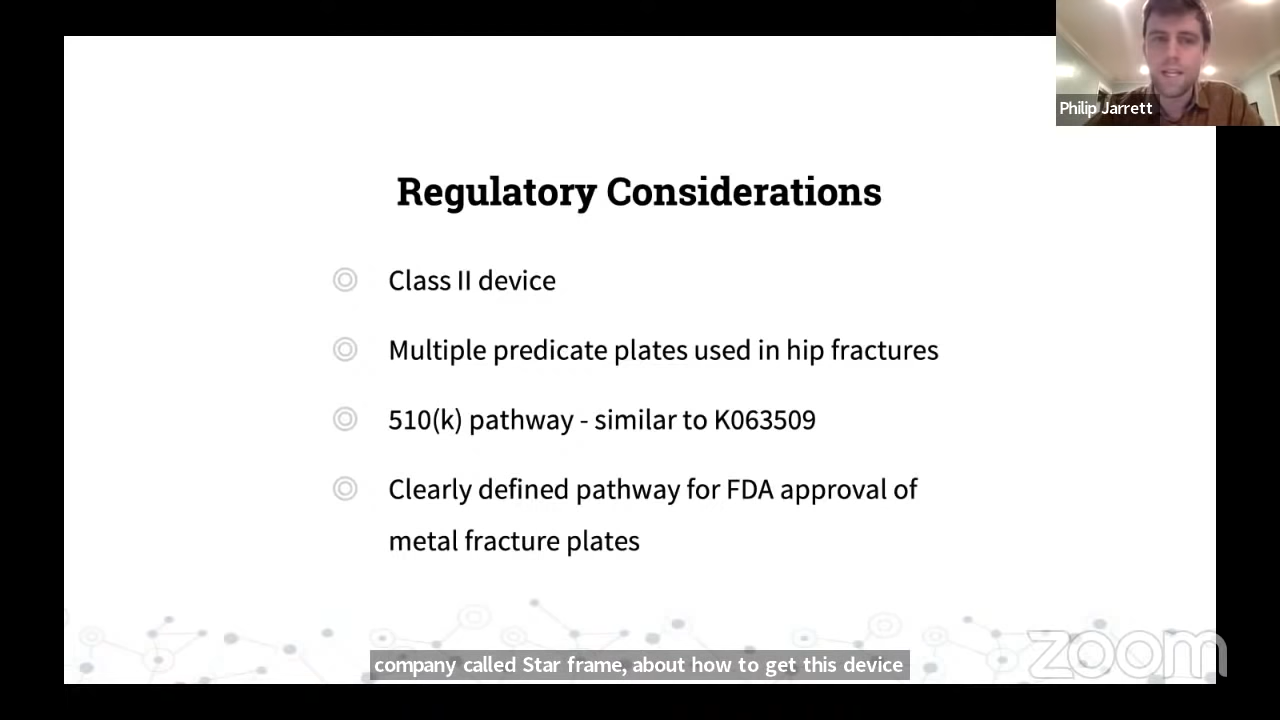 Philip Jarrett
Regulatory Considerations
Class II device
Multiple predicate plates used in hip fractures
510(k) pathway - similar to K063509
Clearly defined pathway for FDA approval of
metal fracture plates
company called Star frame, about how to get this device
zoom